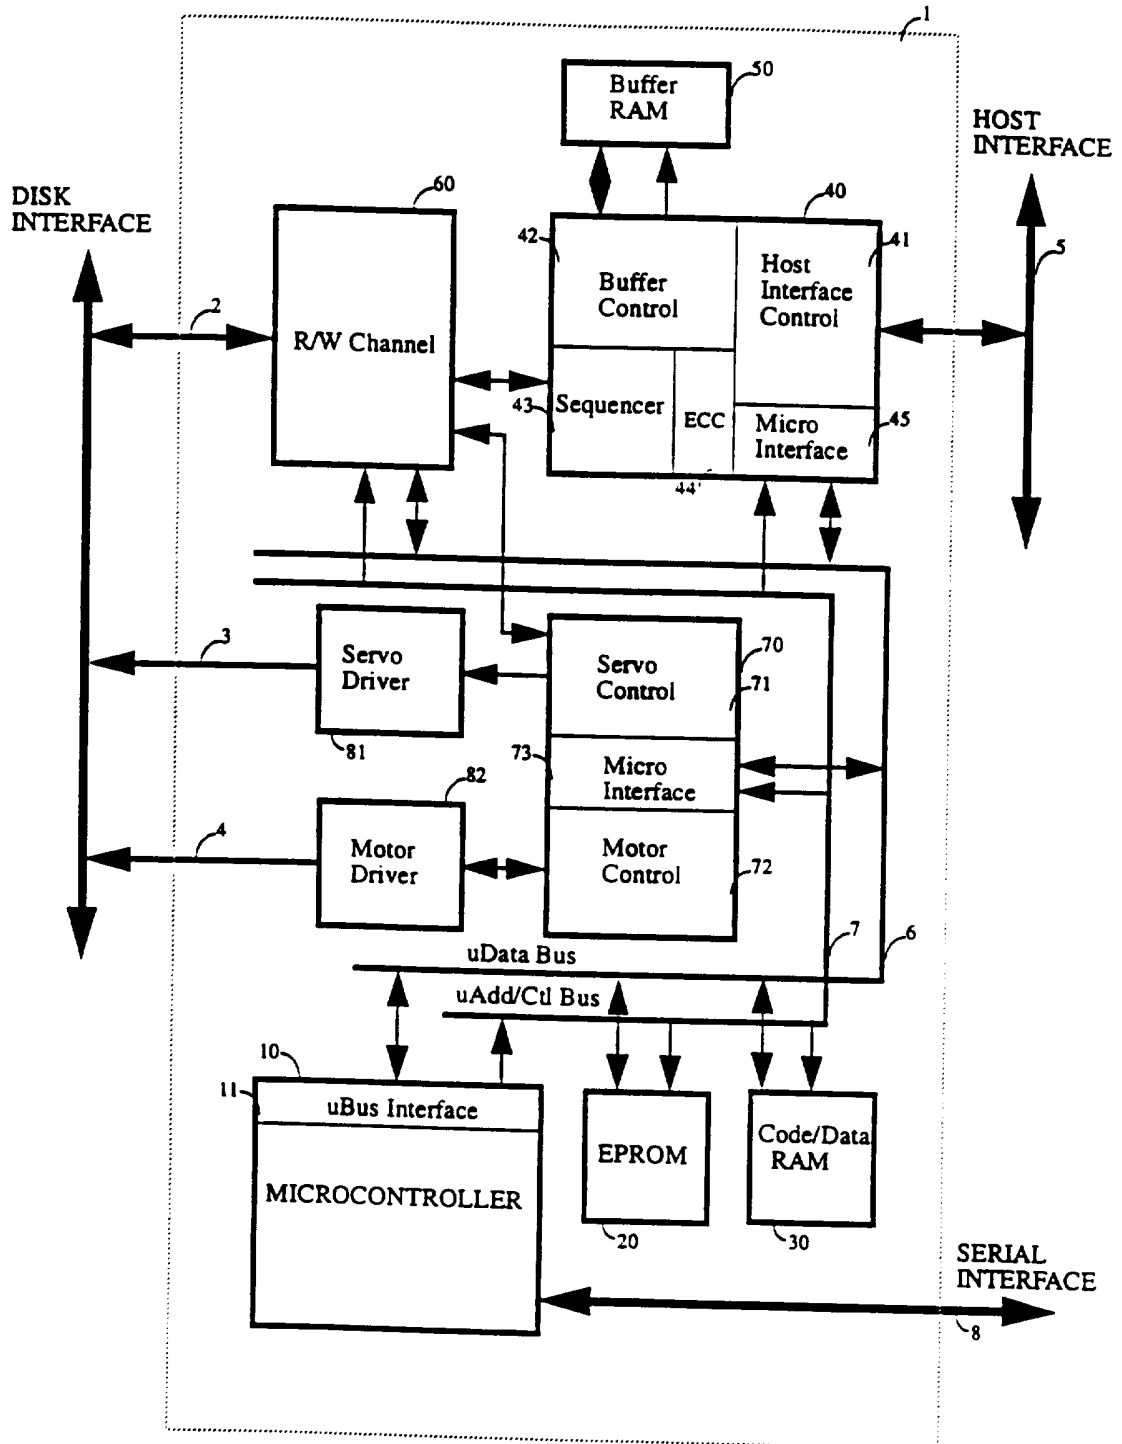 1
Buffer
RAM
50
HOST
INTERFACE
DISK
INTERFACE
60
40
42
41
5
Host
Interface
Control
Buffer
Control
2
R/W Channel
43
Sequencer
ECC
Micro
Interface
45
44
3
Servo
Driver
Servo
Control
70
71
81
73
Micro
Interface
82
4
Motor
Driver
Motor
Control
72
7
6
uData Bus
uAdd/Ctl Bus
10
11
uBus Interface
MICROCONTROLLER
EPROM
Code/Data
RAM
20
30
SERIAL
INTERFACE
8